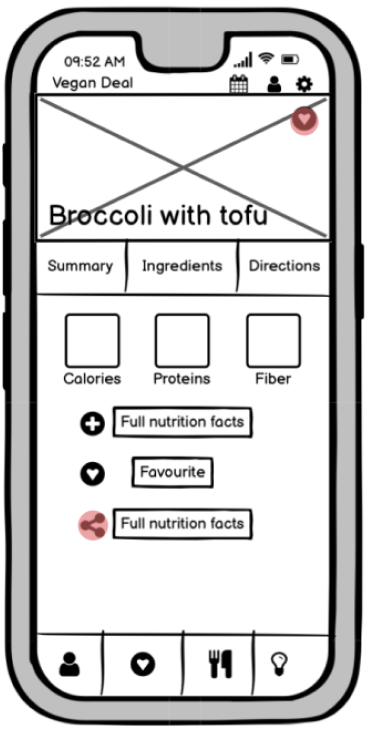 09:52 AM
Vegan Deal
Broccoli with tofu
Summary Ingredients Directions
Calories Proteins Fiber
Full nutrition facts
Favourite
Full nutrition facts